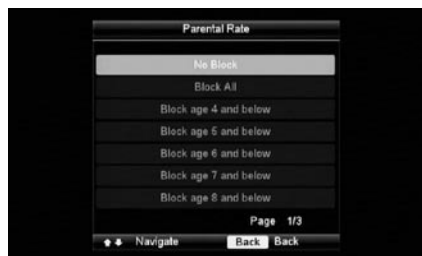 Parental Rate
No Block
Block All
Block age 4 and below
Block age 5 and below
Block age 6 and below
Block age 7 and below
Block age 8 and below
Page 1/3
Navigate Back Back